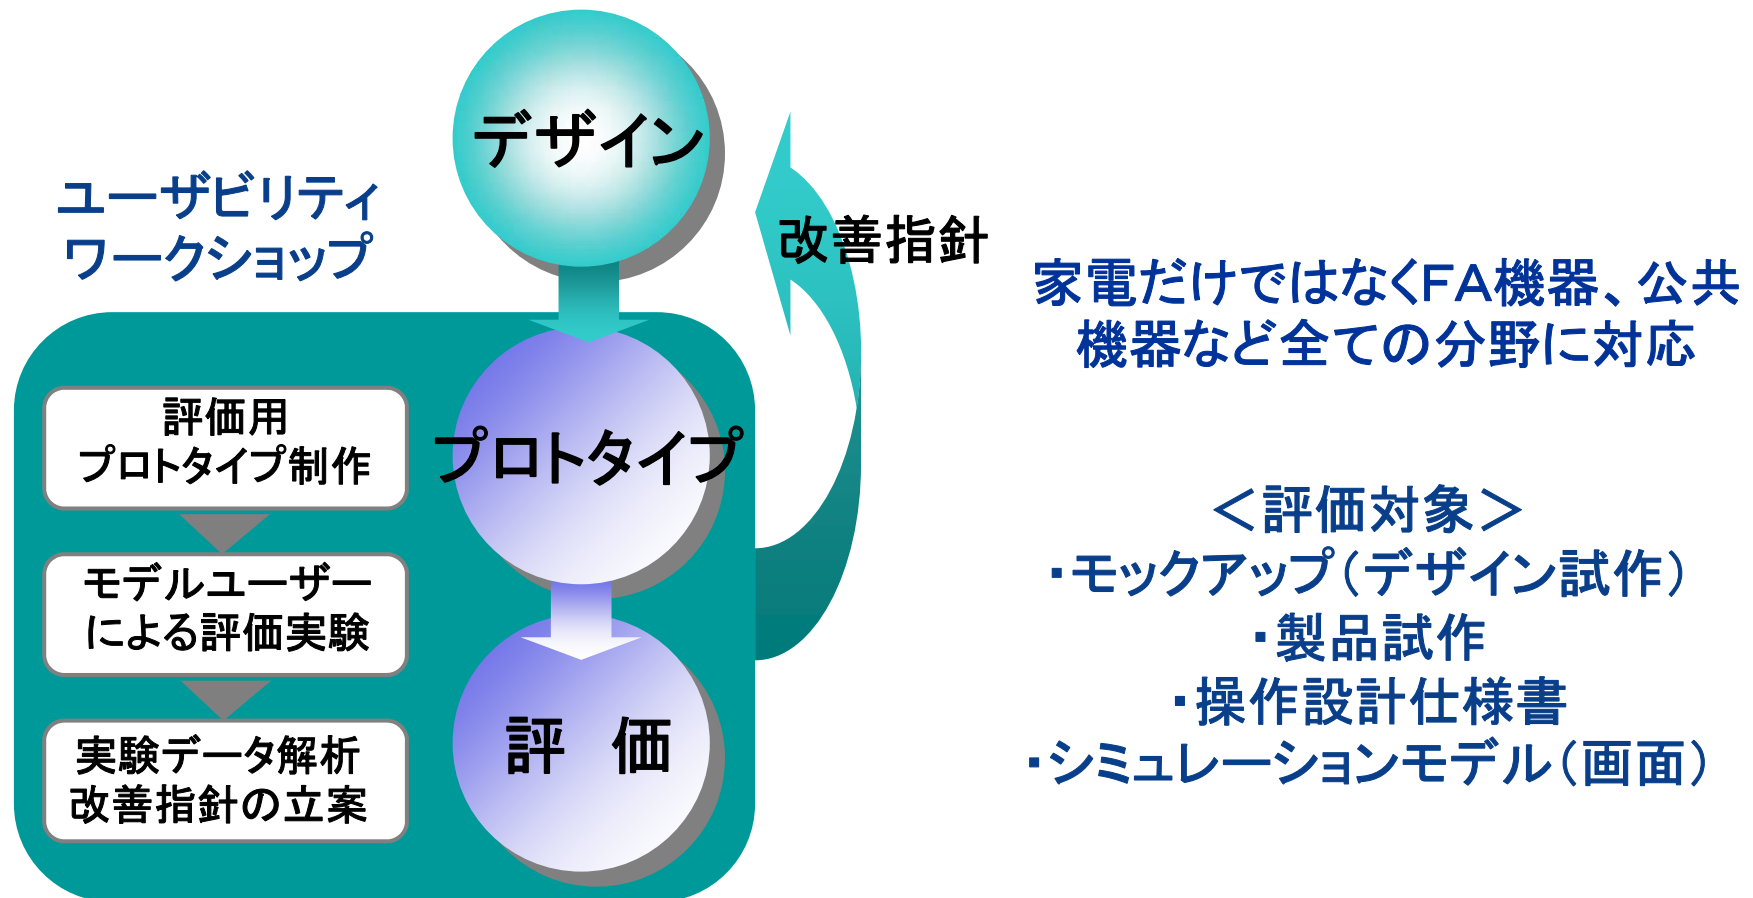 デザイン
ユーザビリティ
ワークショップ
改善指針
プロトタイプ
評　価
評価用
プロトタイプ制作
モデルユーザー
による評価実験
実験データ解析
改善指針の立案
家電だけではなくＦＡ機器、公共
機器など全ての分野に対応
＜評価対象＞
・モックアップ（デザイン試作）
・製品試作
・操作設計仕様書
・シミュレーションモデル（画面）